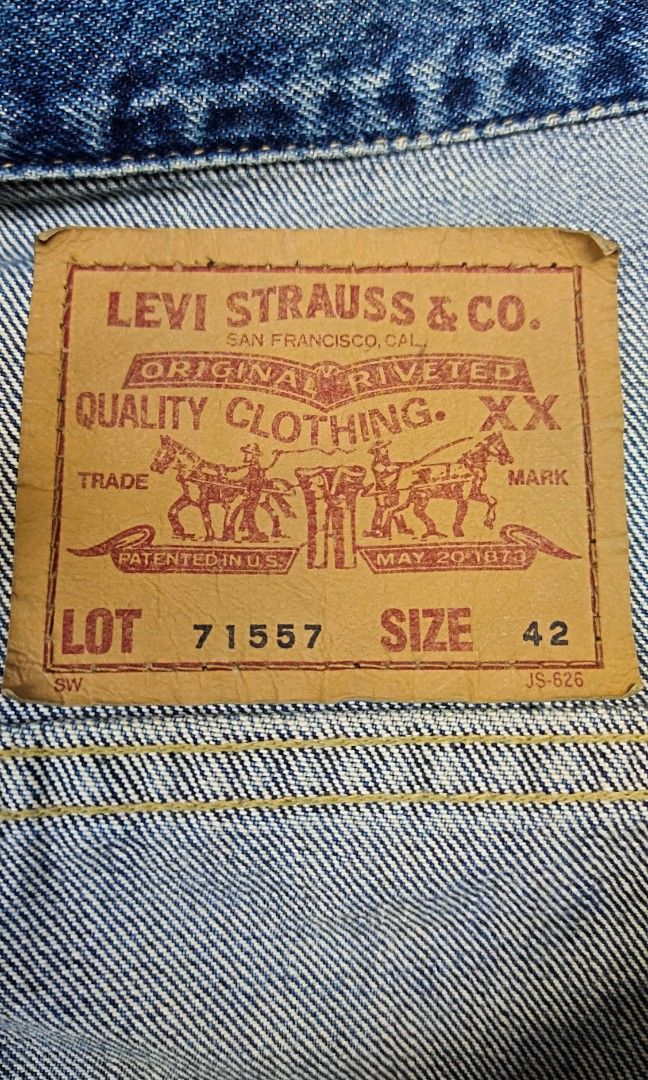 LEVI STRAUSS & CO.
SAN FRANCISCO, CAL.
ORIGINAL RIVETED
QUALITY CLOTHING. XX
TRADE MARK
PATENTED IN U.S. MAY 20 1873
LOT 71557 SIZE 42
SW JS-626